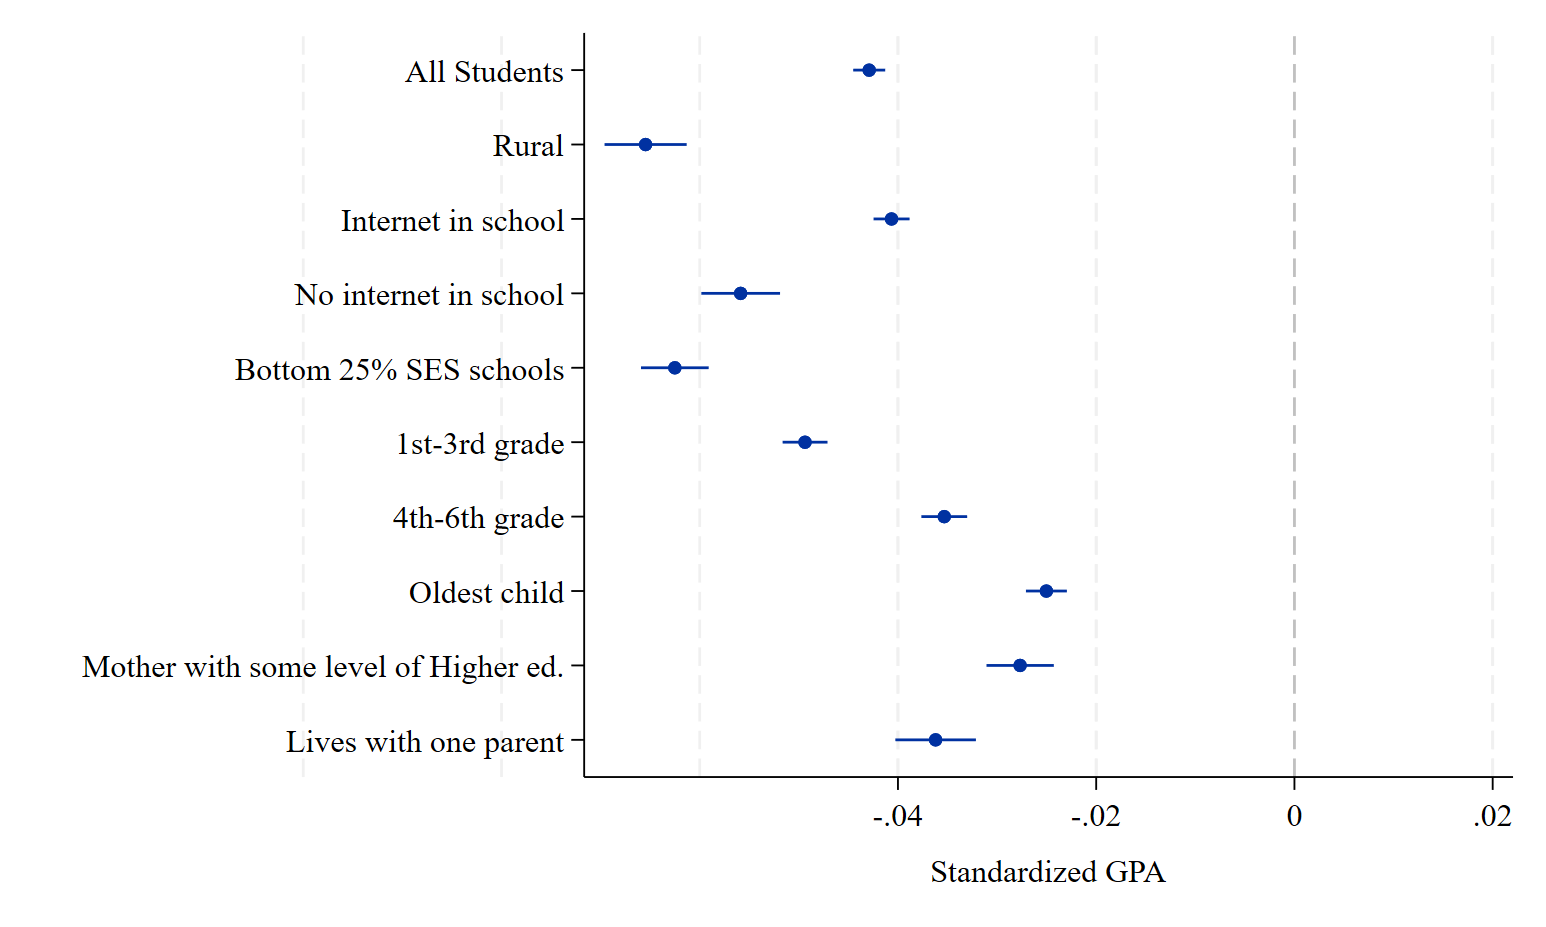 All Students
Rural
Internet in school
No internet in school
Bottom 25% SES schools
1st-3rd grade
4th-6th grade
Oldest child
Mother with some level of Higher ed.
Lives with one parent
-.04 -.02 0 .02
Standardized GPA